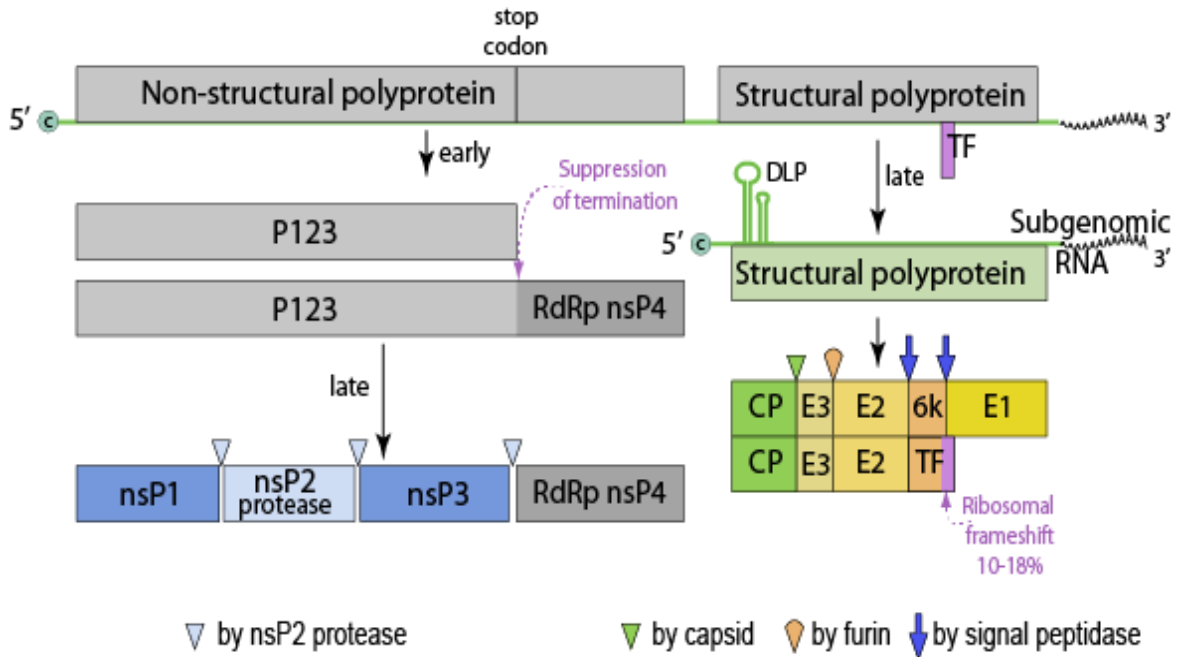 stop
codon
Non-structural polyprotein
Structural polyprotein
5′ c
3′
TF
early
Suppression
of termination
DLP
late
P123
5′ c
Subgenomic
RNA
3′
Structural polyprotein
P123 RdRp nsP4
late
CP E3 E2 6k E1
CP E3 E2 TF
nsP1 nsP2 protease nsP3 RdRp nsP4
Ribosomal
frameshift
10-18%
by nsP2 protease by capsid by furin by signal peptidase